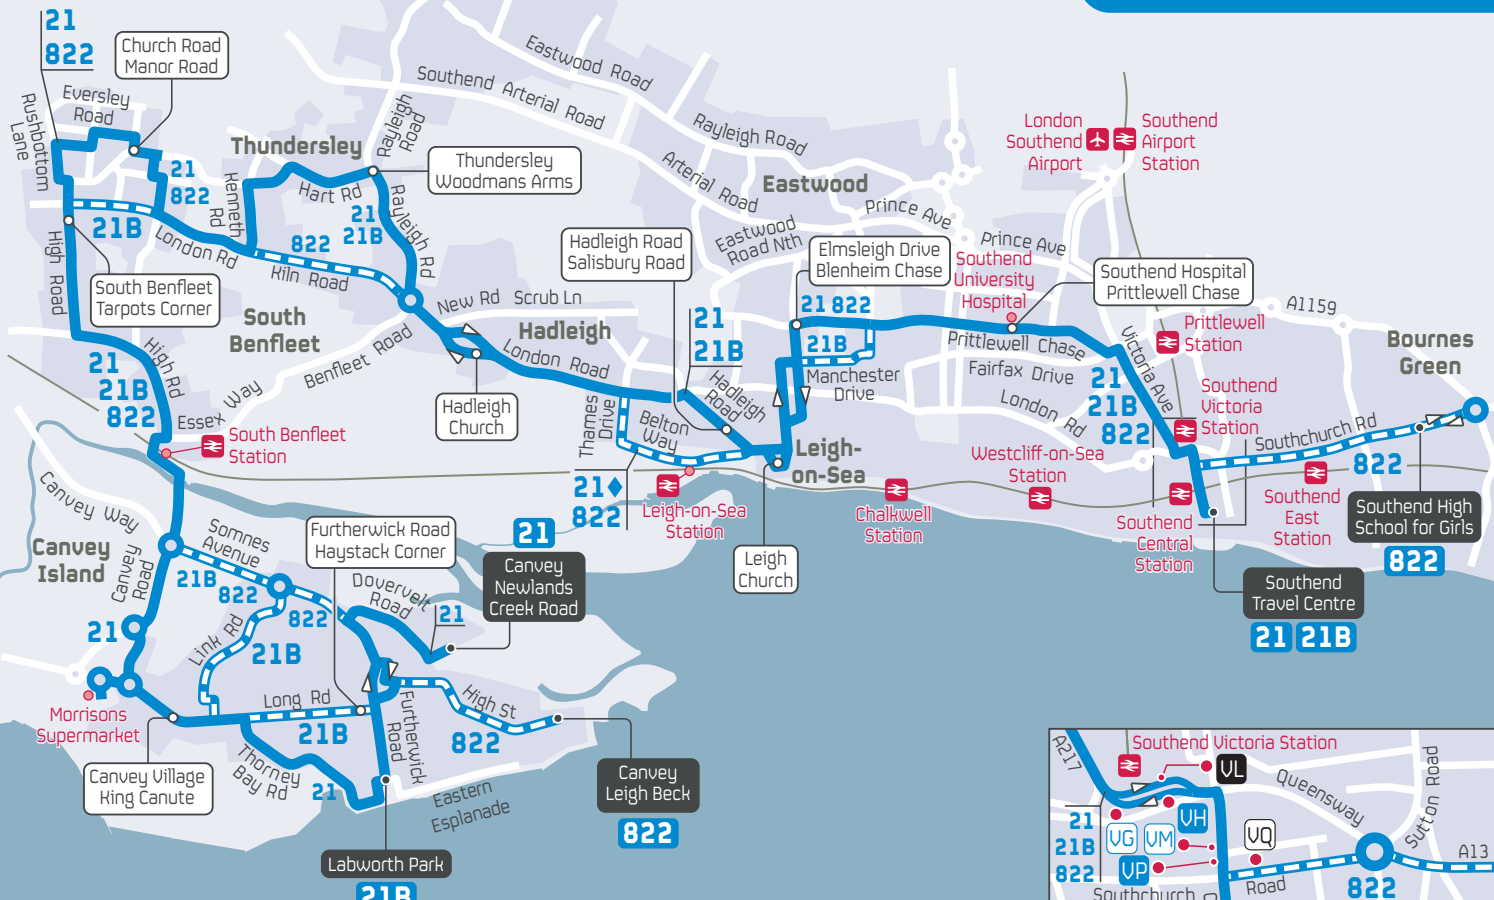 21
822
Church Road
Manor Road
Eversley
Road
Rushbottom
Lane
Thundersley
Rayleigh
Road
Southend Arterial Road
Eastwood Road
Rayleigh Road
Arterial Road
Eastwood
London
Southend
Airport
Southend
Airport
Station
Thundersley
Woodmans Arms
21
822
Kenneth
Rd
Hart Rd
21
21B
Rayleigh Rd
Prince Ave
Prince Ave
Eastwood
Road Nth
21B
London Rd
822
Kiln Road
High Road
South Benfleet
Tarpots Corner
South
Benfleet
New Rd
Scrub Ln
Hadleigh
Hadleigh Road
Salisbury Road
Elmsleigh Drive
Blenheim Chase
Southend
University
Hospital
Southend Hospital
Prittlewell Chase
A1159
Bournes
Green
21 822
21
21B
21B
Prittlewell Chase
Manchester
Drive
Fairfax Drive
London Rd
Victoria Ave
Prittlewell
Station
21
21B
822
High Rd
Essex Way
Benfleet Road
London Road
Hadleigh
Church
Thames
Drive
Belton
Way
Hadleigh
Road
21
21B
822
Southend
Victoria
Station
Southchurch Rd
822
South Benfleet
Station
Leigh-
on-Sea
Westcliff-on-Sea
Station
21♦
822
Leigh-on-Sea
Station
Chalkwell
Station
Southend
Central
Station
Southend
East
Station
Southend High
School for Girls
822
Canvey Way
Canvey
Island
Canvey
Road
Somnes
Avenue
21B
822
Furtherwick Road
Haystack Corner
21
Canvey
Newlands
Creek Road
Leigh
Church
Southend
Travel Centre
21 21B
Dovervelt
Road
822
21
21
Link Rd
21B
Long Rd
21B
Morrisons
Supermarket
High St
822
Furtherwick
Road
Canvey Village
King Canute
Thorney
Bay Rd
21
Eastern
Esplanade
Canvey
Leigh Beck
822
Labworth Park
21B
A217
Southend Victoria Station
VL
Queensway
Sutton Road
21
21B
822
VG
VM
VH
VP
VQ
Southchurch
Road
822
A13